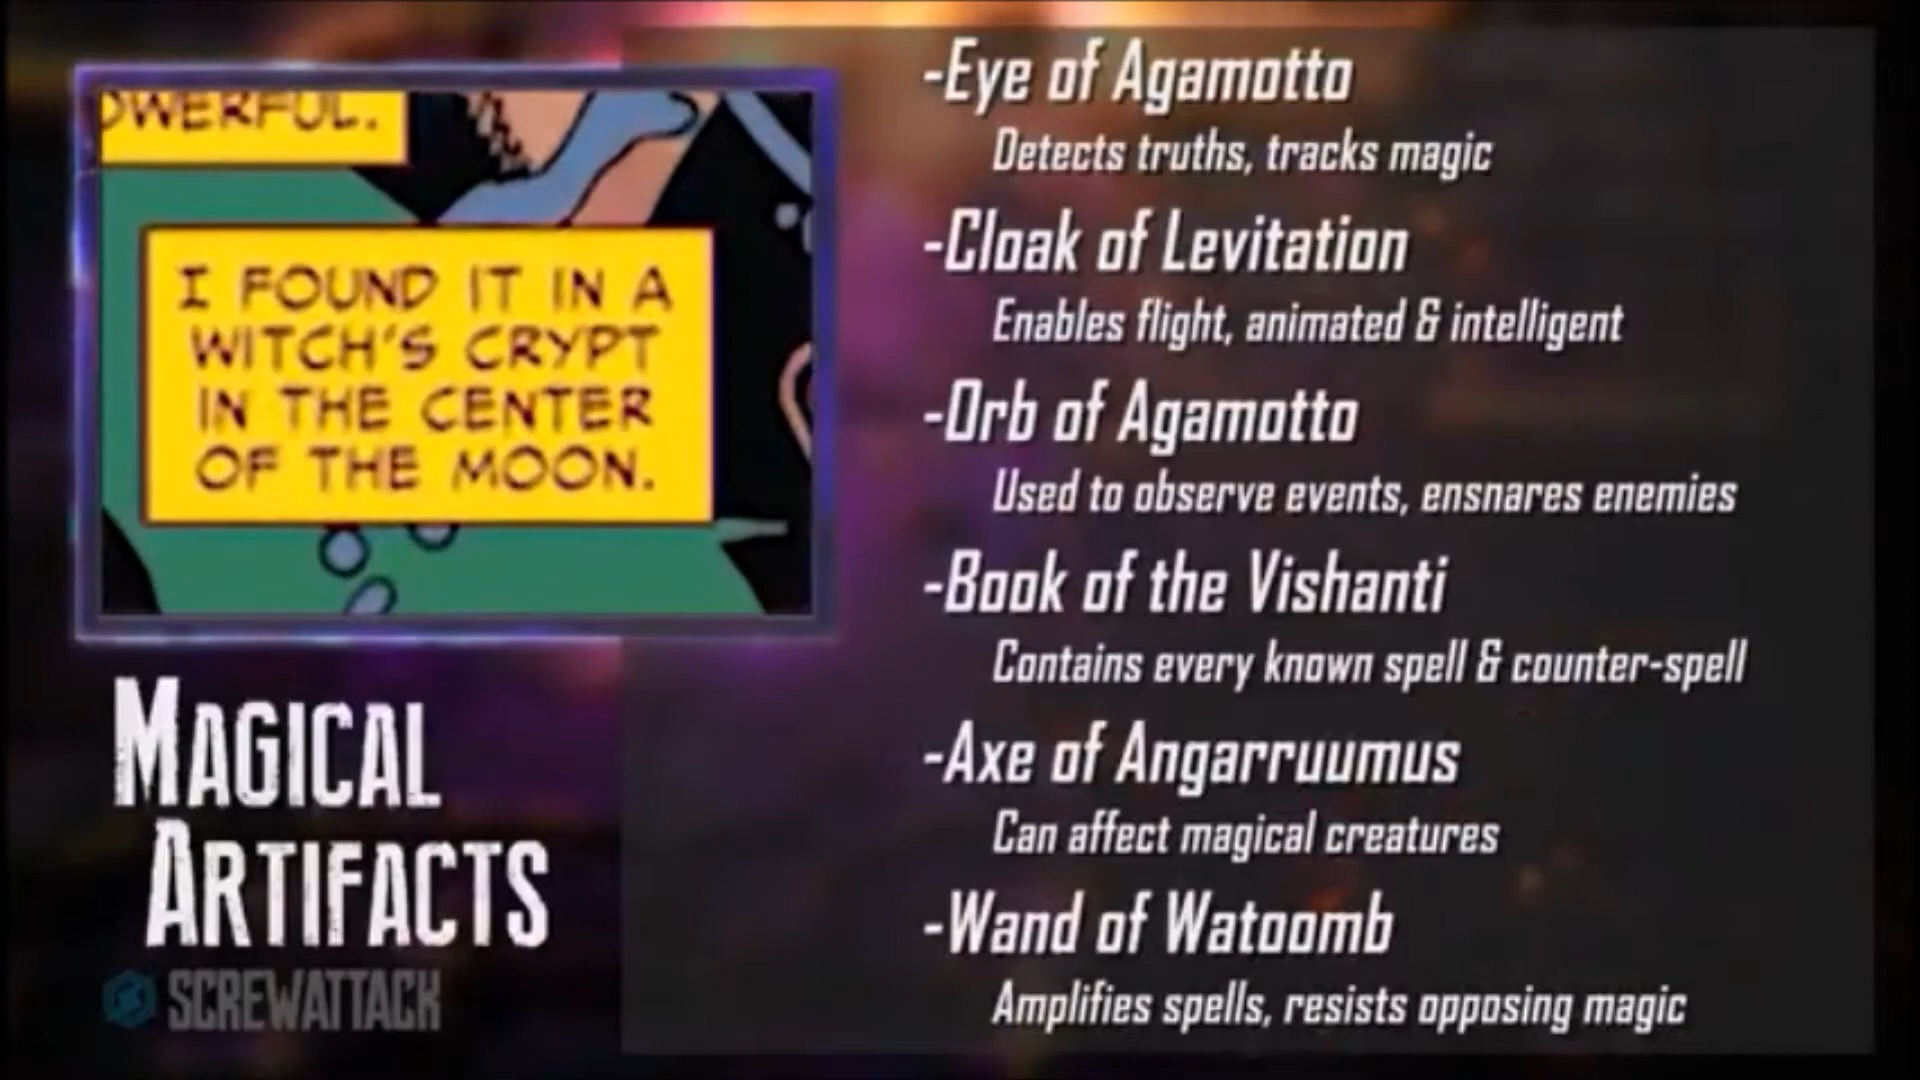 OWERFUL.
I FOUND IT IN A
WITCH'S CRYPT
IN THE CENTER
OF THE MOON.
MAGICAL
ARTIFACTS
SCREWATTACK
-Eye of Agamotto
Detects truths, tracks magic
-Cloak of Levitation
Enables flight, animated & intelligent
-Orb of Agamotto
Used to observe events, ensnares enemies
-Book of the Vishanti
Contains every known spell & counter-spell
-Axe of Angarruumus
Can affect magical creatures
-Wand of Watoomb
Amplifies spells, resists opposing magic